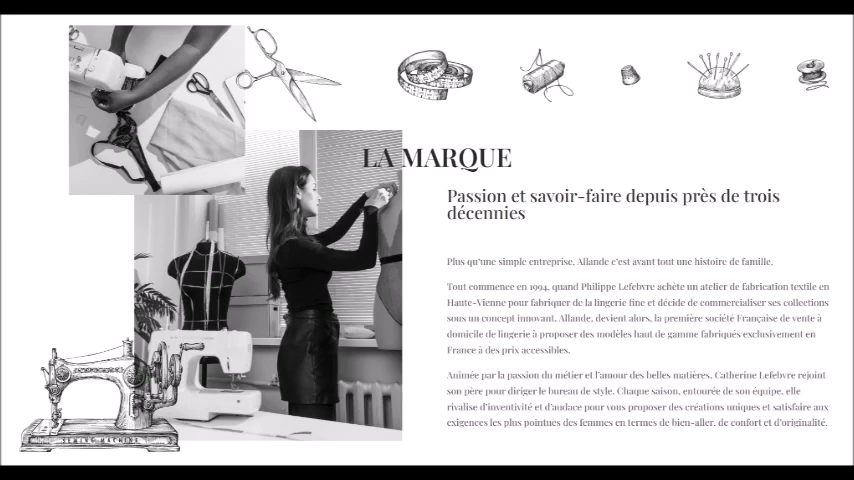 LA MARQUE
Passion et savoir-faire depuis près de trois
décennies
Plus qu'une simple entreprise, Allande c'est avant tout une histoire de famille.
Tout commence en 1994, quand Philippe Lefebvre achète un atelier de fabrication textile en
Haute-Vienne pour fabriquer de la lingerie fine et décide de commercialiser ses collections
sous un concept innovant. Allande, devient alors, la première société Française de vente à
domicile de lingerie à proposer des modèles haut de gamme fabriqués exclusivement en
France à des prix accessibles.
Animée par la passion du métier et l'amour des belles matières, Catherine Lefebvre rejoint
son père pour diriger le bureau de style. Chaque saison, entourée de son équipe, elle
rivalise d'inventivité et d'audace pour vous proposer des créations uniques et satisfaire aux
exigences les plus pointues des femmes en termes de bien-aller, de confort et d'originalité.
SEWING MACHINE